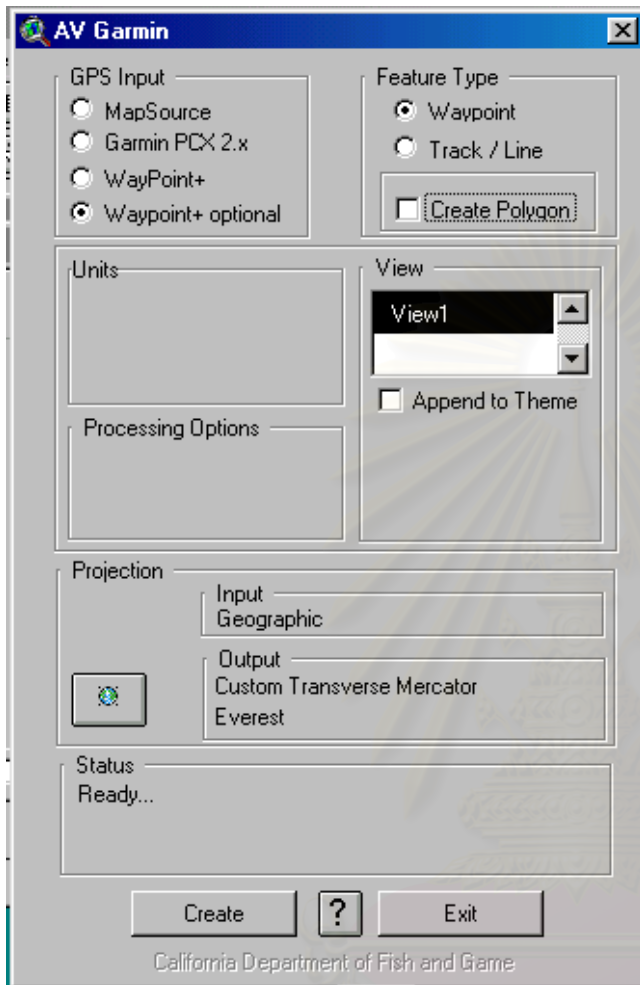 AV Garmin
GPS Input
MapSource
Garmin PCX 2.x
WayPoint+
Waypoint+ optional
Feature Type
Waypoint
Track / Line
Create Polygon
Units
Processing Options
View
View1
Append to Theme
Projection
Input
Geographic
Output
Custom Transverse Mercator
Everest
Status
Ready...
Create
?
Exit
California Department of Fish and Game